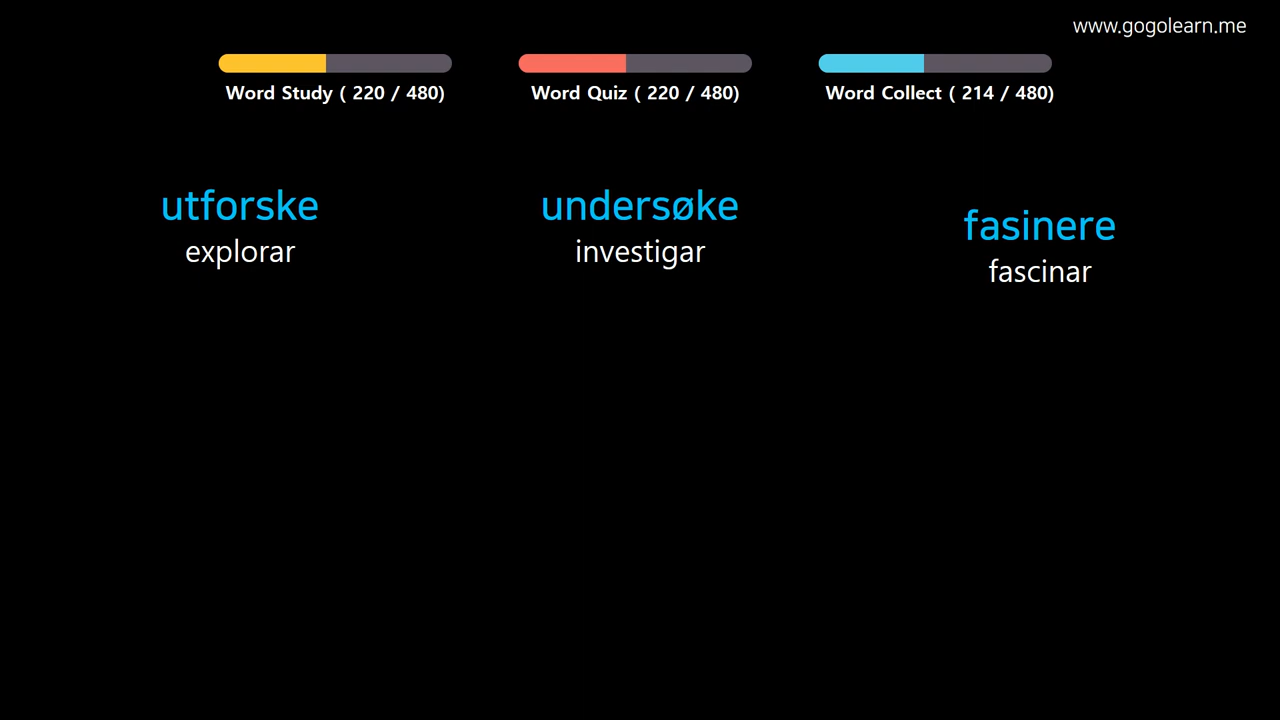 www.gogolearn.me
Word Study ( 220 / 480)
Word Quiz ( 220 / 480)
Word Collect ( 214 / 480)
utforske
explorar
undersøke
investigar
fasinere
fascinar